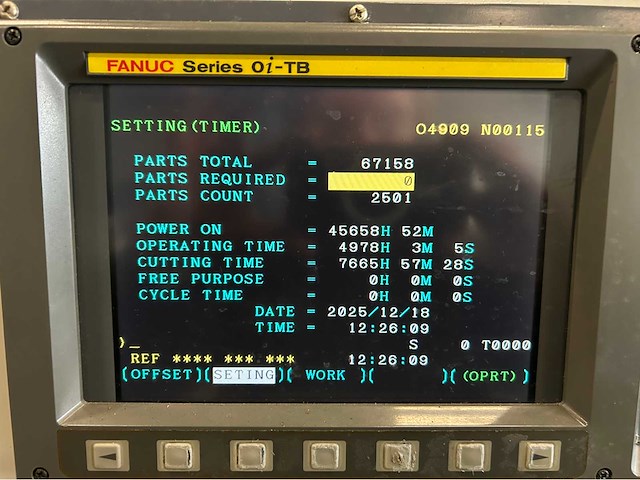 FANUC Series 0i-TB
SETTING(TIMER) O4909 N00115
PARTS TOTAL = 67158
PARTS REQUIRED = 0
PARTS COUNT = 2501
POWER ON = 45658H 52M
OPERATING TIME = 4978H 3M 5S
CUTTING TIME = 7665H 57M 28S
FREE PURPOSE = 0H 0M 0S
CYCLE TIME = 0H 0M 0S
DATE = 2025/12/18
TIME = 12:26:09
)_ S 0 T0000
REF **** *** *** 12:26:09
(OFFSET)(SETING)( WORK )( )( (OPRT) )